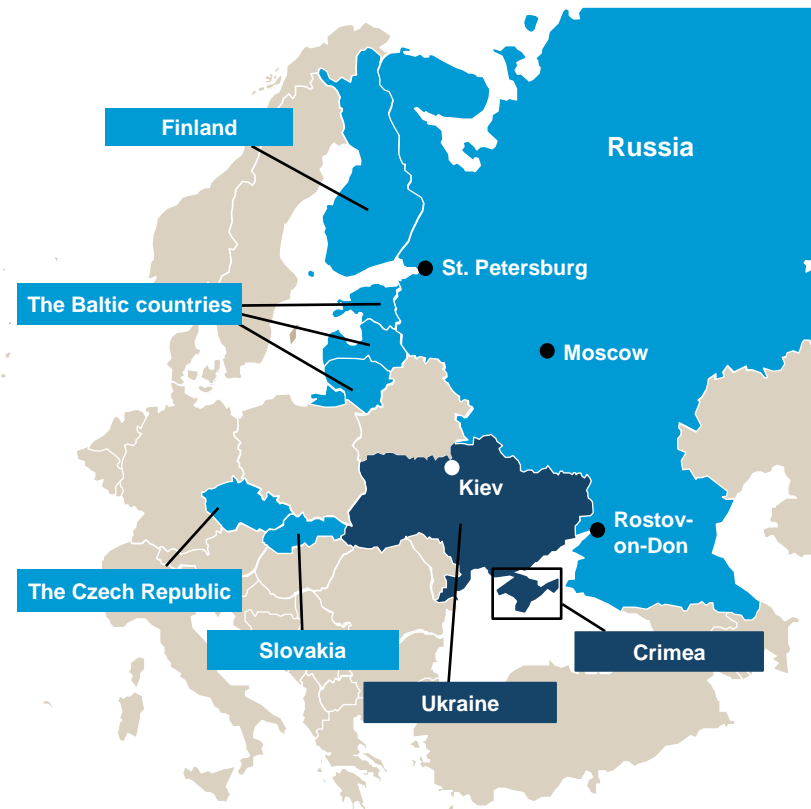 Finland
Russia
St. Petersburg
The Baltic countries
Moscow
Kiev
Rostov-
on-Don
The Czech Republic
Slovakia
Crimea
Ukraine